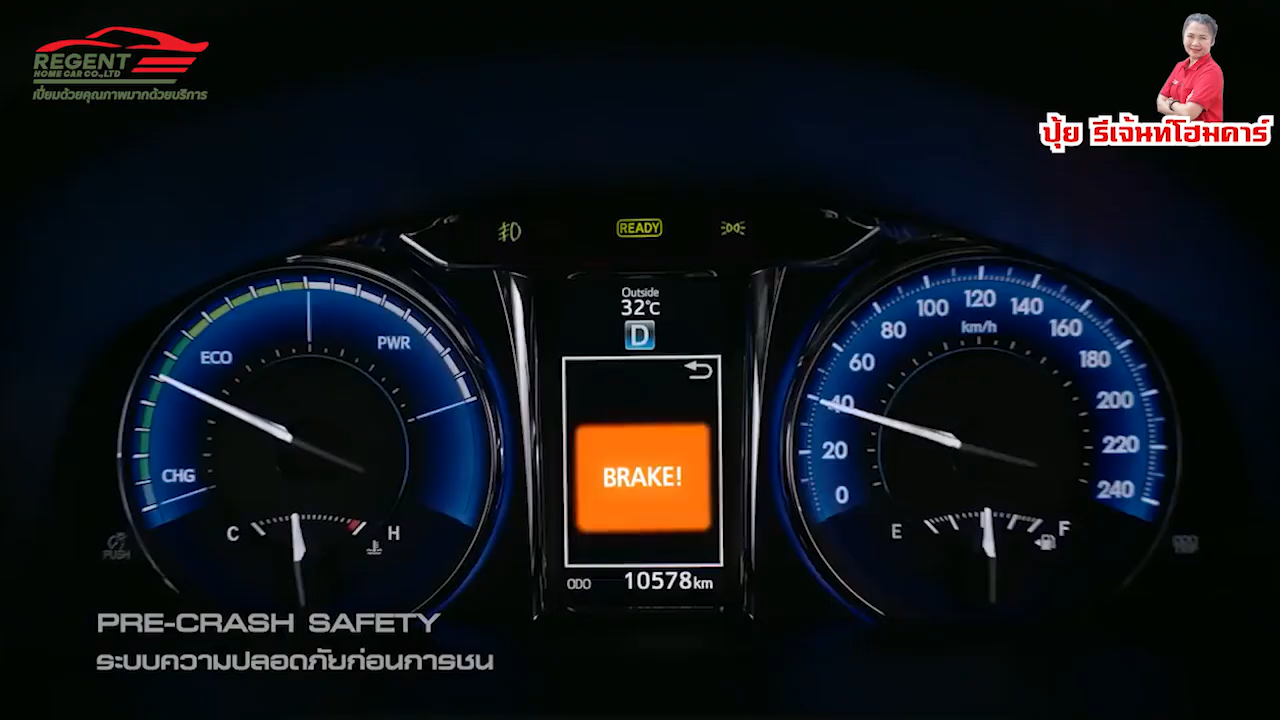 REGENT
HOME CAR CO.,LTD
เปี่ยมด้วยคุณภาพมากด้วยบริการ
ปุ้ย รีเจ้นท์โฮมคาร์
READY
Outside
32°C
D
ECO
PWR
CHG
C
H
PUSH
BRAKE!
ODO 10578km
0
20
40
60
80
100
120
140
160
180
200
220
240
km/h
E
F
PRE-CRASH SAFETY
ระบบความปลอดภัยก่อนการชน